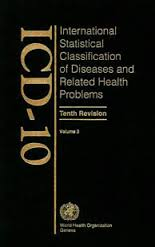 ICD-10
International
Statistical
Classification
of Diseases and
Related Health
Problems
Tenth Revision
Volume 3
World Health Organization
Geneva